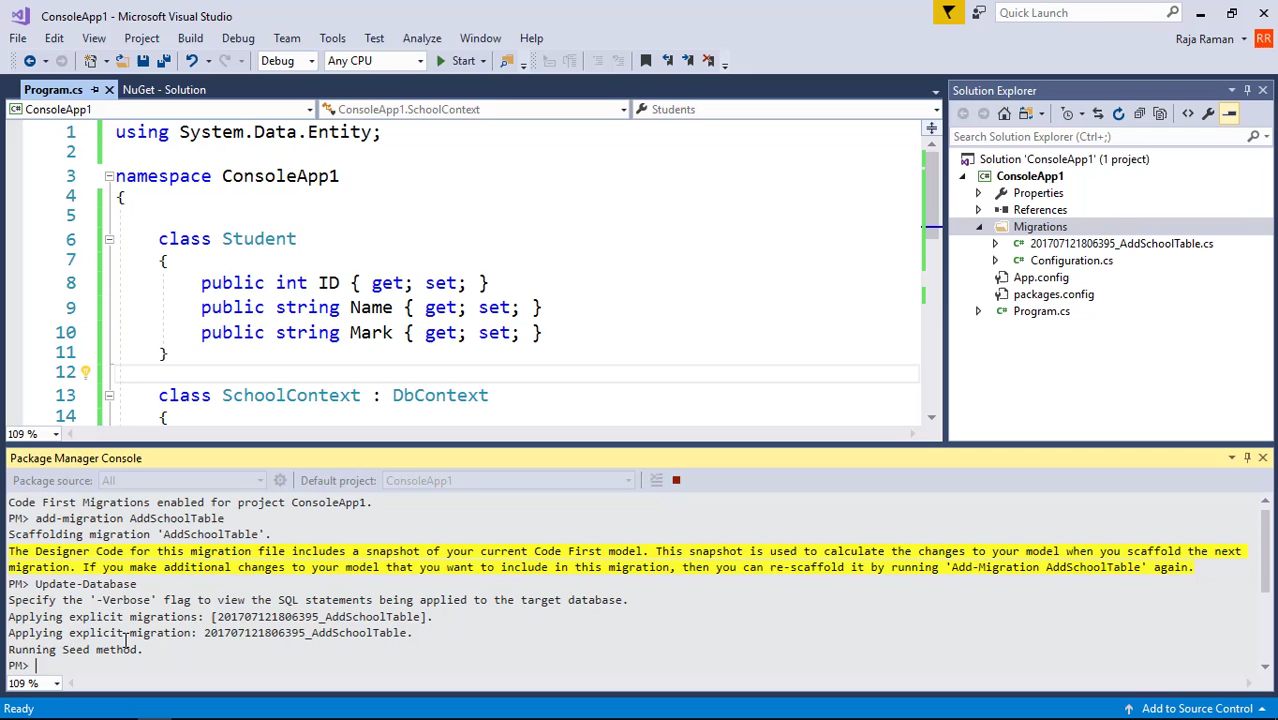 ConsoleApp1 - Microsoft Visual Studio
Quick Launch
File Edit View Project Build Debug Team Tools Test Analyze Window Help
Raja Raman RR
Debug Any CPU Start
Program.cs NuGet - Solution
ConsoleApp1 ConsoleApp1.SchoolContext Students
1 using System.Data.Entity;
2
3 namespace ConsoleApp1
4 {
5
6 class Student
7 {
8 public int ID { get; set; }
9 public string Name { get; set; }
10 public string Mark { get; set; }
11 }
12
13 class SchoolContext : DbContext
14 {
109 %
Solution Explorer
Search Solution Explorer (Ctrl+;)
Solution 'ConsoleApp1' (1 project)
ConsoleApp1
Properties
References
Migrations
201707121806395_AddSchoolTable.cs
Configuration.cs
App.config
packages.config
Program.cs
Package Manager Console
Package source: All Default project: ConsoleApp1
Code First Migrations enabled for project ConsoleApp1.
PM> add-migration AddSchoolTable
Scaffolding migration 'AddSchoolTable'.
The Designer Code for this migration file includes a snapshot of your current Code First model. This snapshot is used to calculate the changes to your model when you scaffold the next
migration. If you make additional changes to your model that you want to include in this migration, then you can re-scaffold it by running 'Add-Migration AddSchoolTable' again.
PM> Update-Database
Specify the '-Verbose' flag to view the SQL statements being applied to the target database.
Applying explicit migrations: [201707121806395_AddSchoolTable].
Applying explicit migration: 201707121806395_AddSchoolTable.
Running Seed method.
PM>
109 %
Ready
Add to Source Control